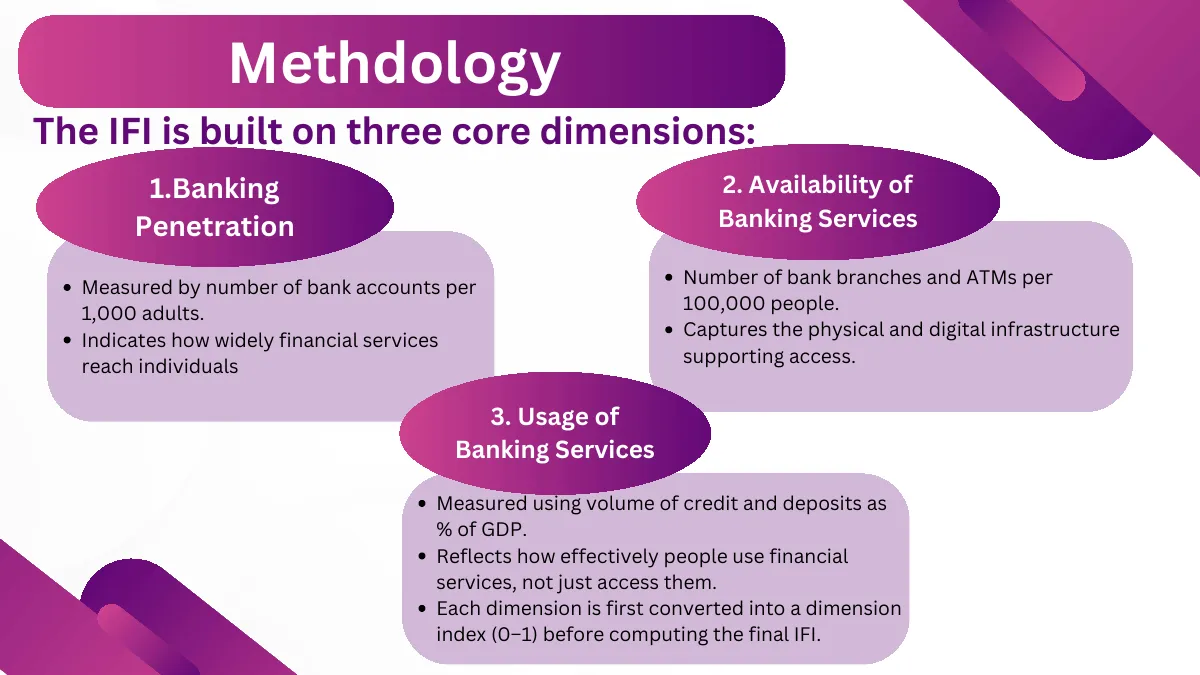 Methdology
The IFI is built on three core dimensions:
1.Banking
Penetration
• Measured by number of bank accounts per
1,000 adults.
• Indicates how widely financial services
reach individuals
2. Availability of
Banking Services
• Number of bank branches and ATMs per
100,000 people.
• Captures the physical and digital infrastructure
supporting access.
3. Usage of
Banking Services
• Measured using volume of credit and deposits as
% of GDP.
• Reflects how effectively people use financial
services, not just access them.
• Each dimension is first converted into a dimension
index (0–1) before computing the final IFI.